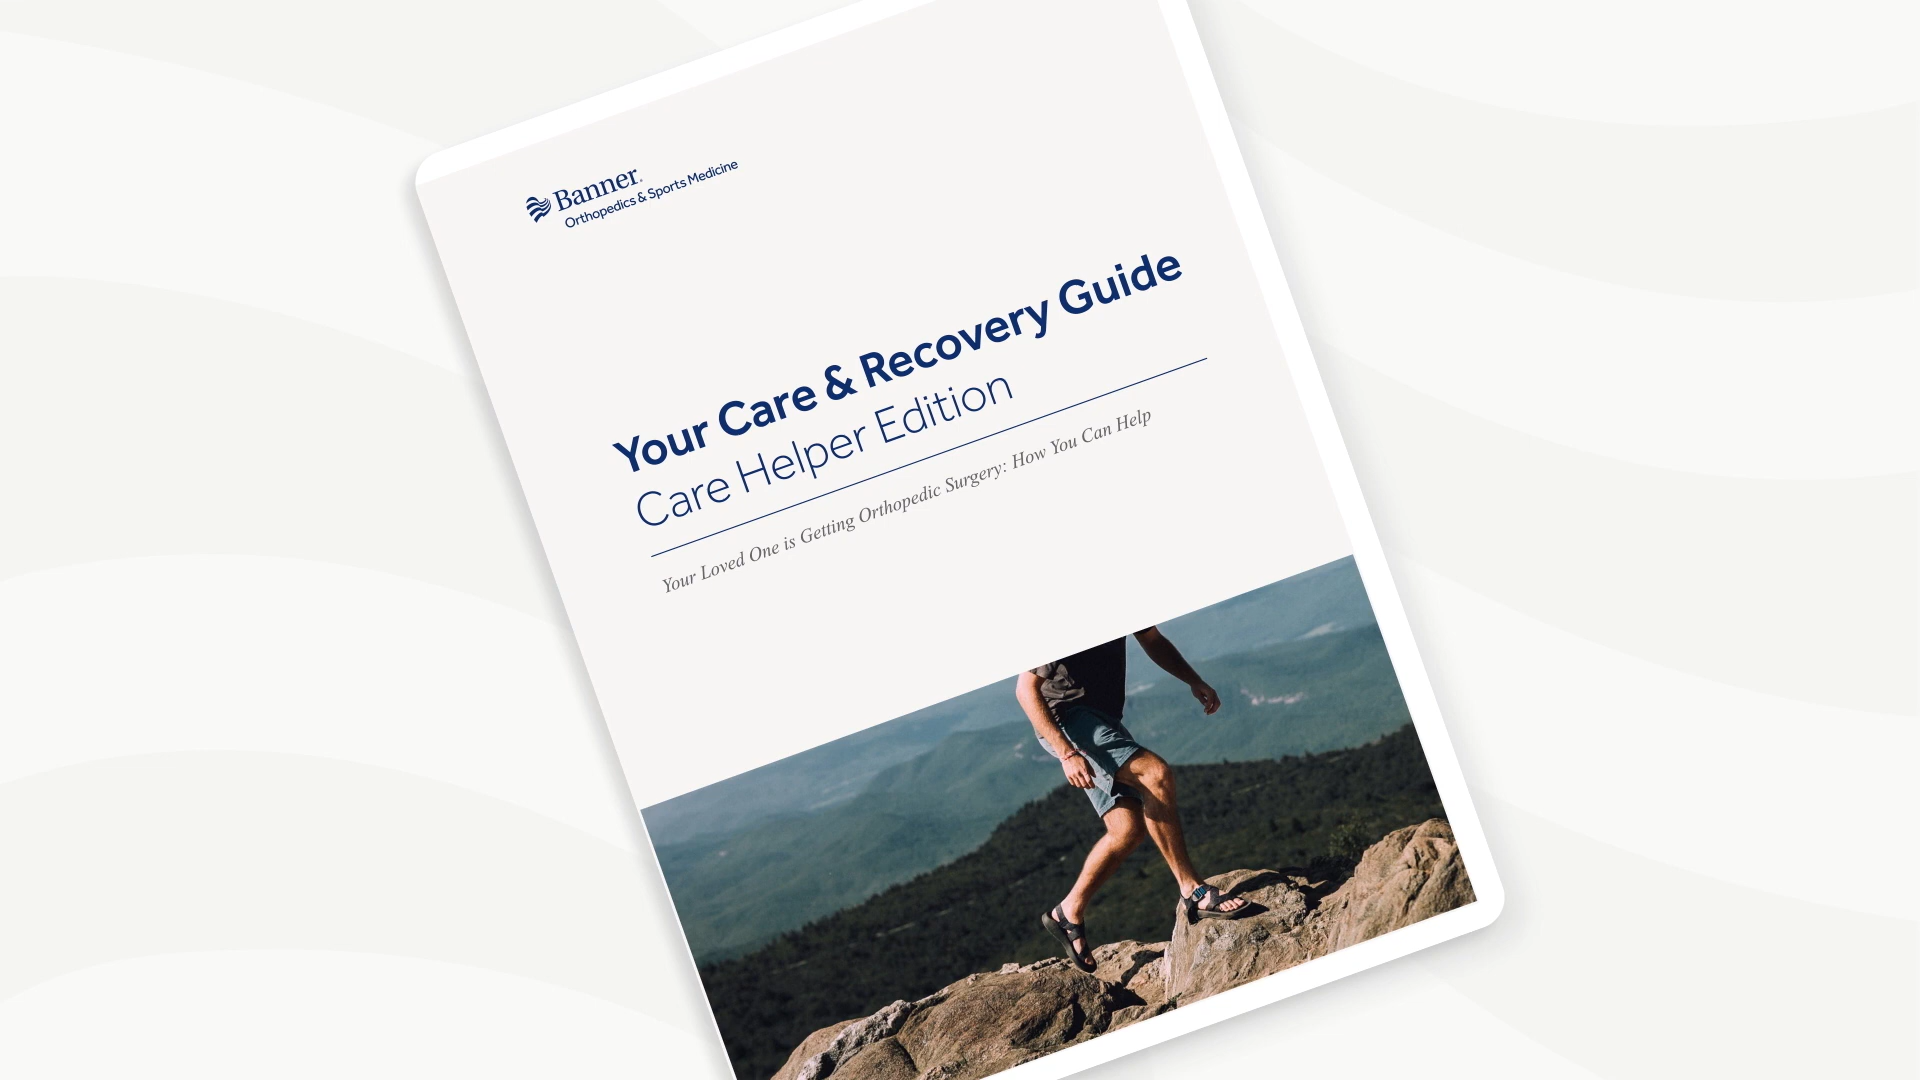 Banner.
Orthopedics & Sports Medicine
Your Care & Recovery Guide
Care Helper Edition
Your Loved One is Getting Orthopedic Surgery: How You Can Help